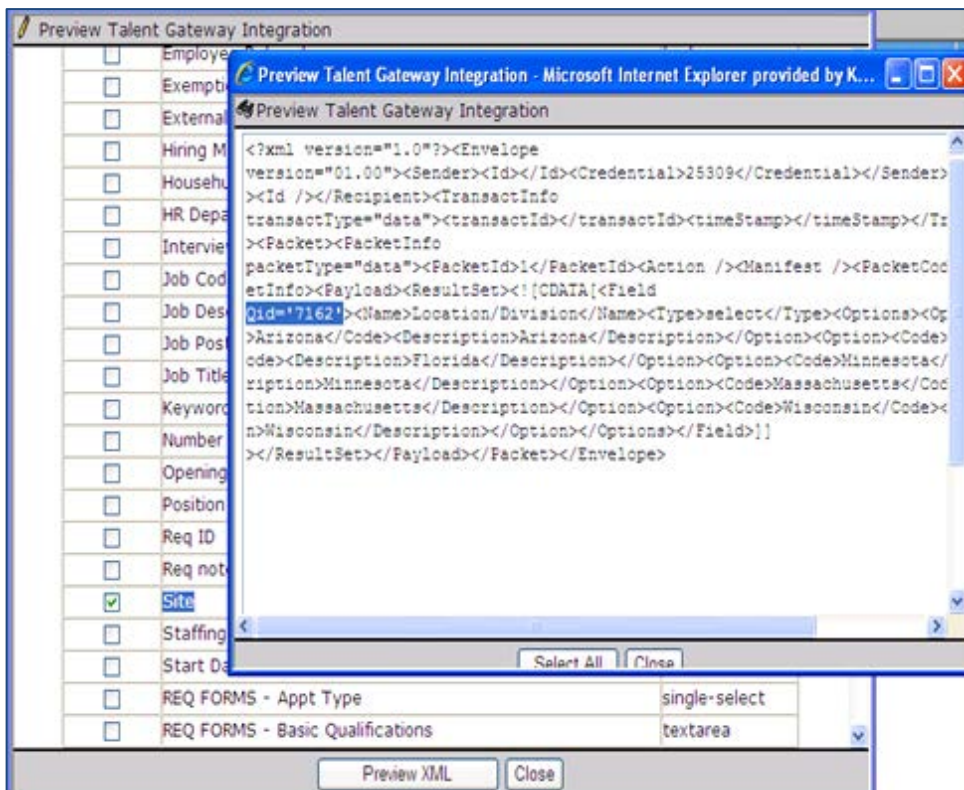 Preview Talent Gateway Integration
Exempti
External
Hiring M
HR Depa
Intervie
Job Cod
Job Des
Job Post
Job Title
Keyword
Number
Opening
Position
Req ID
Req not
Site
Staffing
Start Da
REQ FORMS - Appt Type single-select
REQ FORMS - Basic Qualifications textarea
Preview XML Close
Preview Talent Gateway Integration - Microsoft Internet Explorer provided by K...
Preview Talent Gateway Integration
<?xml version="1.0"?><Envelope
version="01.00"><Sender><Id></Id><Credential>25309</Credential></Sender>
><Id /></Recipient><TransactInfo
transactType="data"><transactId></transactId><timeStamp></timeStamp></Tr
><Packet><PacketInfo
packetType="data"><PacketId>1</PacketId><Action /><Manifest /><PacketCod
etInfo><Payload><ResultSet><![CDATA[<Field
Qid='7162'><Name>Location/Division</Name><Type>select</Type><Options><Op
>Arizona</Code><Description>Arizona</Description></Option><Option><Code>
ode><Description>Florida</Description></Option><Option><Code>Minnesota</
ription>Minnesota</Description></Option><Option><Code>Massachusetts</Cod
tion>Massachusetts</Description></Option><Option><Code>Wisconsin</Code><
n>Wisconsin</Description></Option></Options></Field>]]
></ResultSet></Payload></Packet></Envelope>
Select All Close